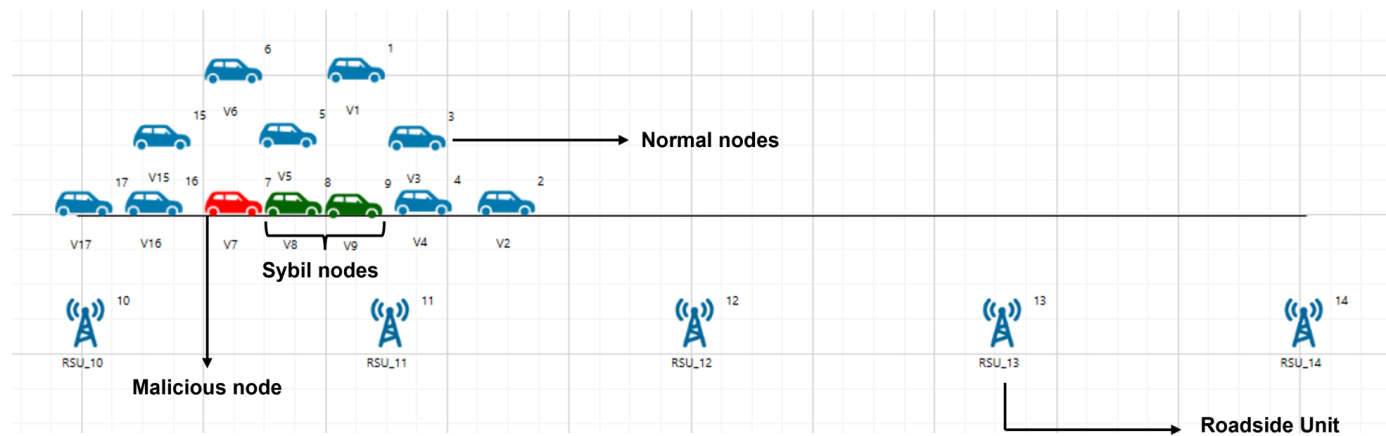 6
1
V6
V1
15
5
3
Normal nodes
V15
V5
V3
17
16
7
8
9
4
2
V17
V16
V7
V8
V9
V4
V2
Sybil nodes
10
11
12
13
14
RSU_10
RSU_11
RSU_12
RSU_13
RSU_14
Malicious node
Roadside Unit